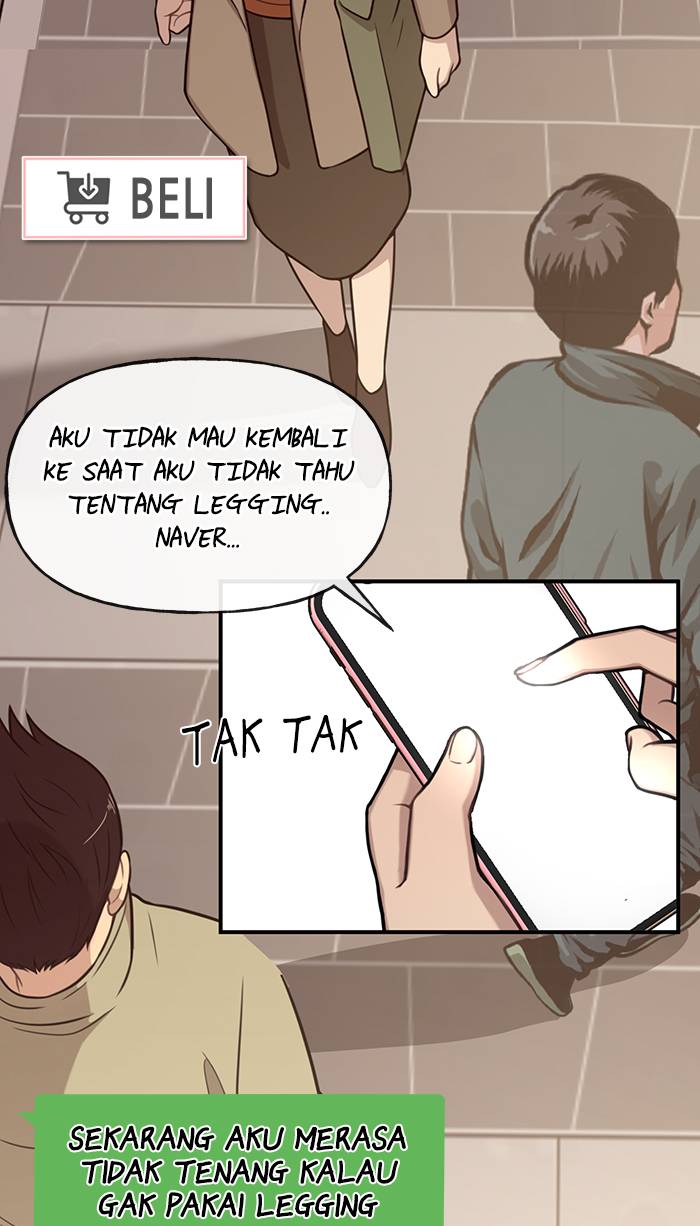 BELI
AKU TIDAK MAU KEMBALI
KE SAAT AKU TIDAK TAHU
TENTANG LEGGING..
NAVER...
TAK TAK
SEKARANG AKU MERASA
TIDAK TENANG KALAU
GAK PAKAI LEGGING